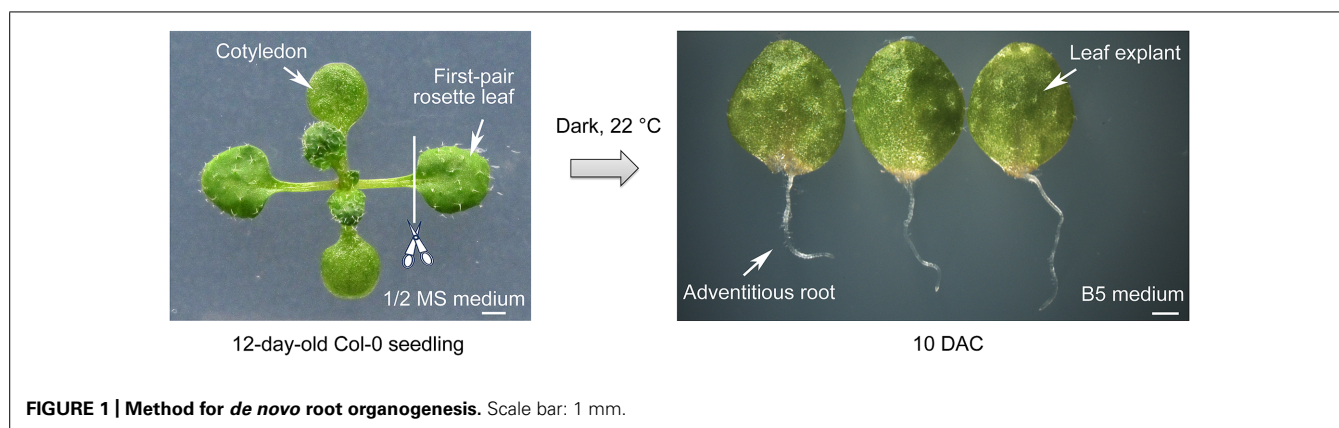 Cotyledon
First-pair
rosette leaf
1/2 MS medium
12-day-old Col-0 seedling
Dark, 22 °C
Leaf explant
Adventitious root
B5 medium
10 DAC
FIGURE 1 | Method for de novo root organogenesis. Scale bar: 1 mm.